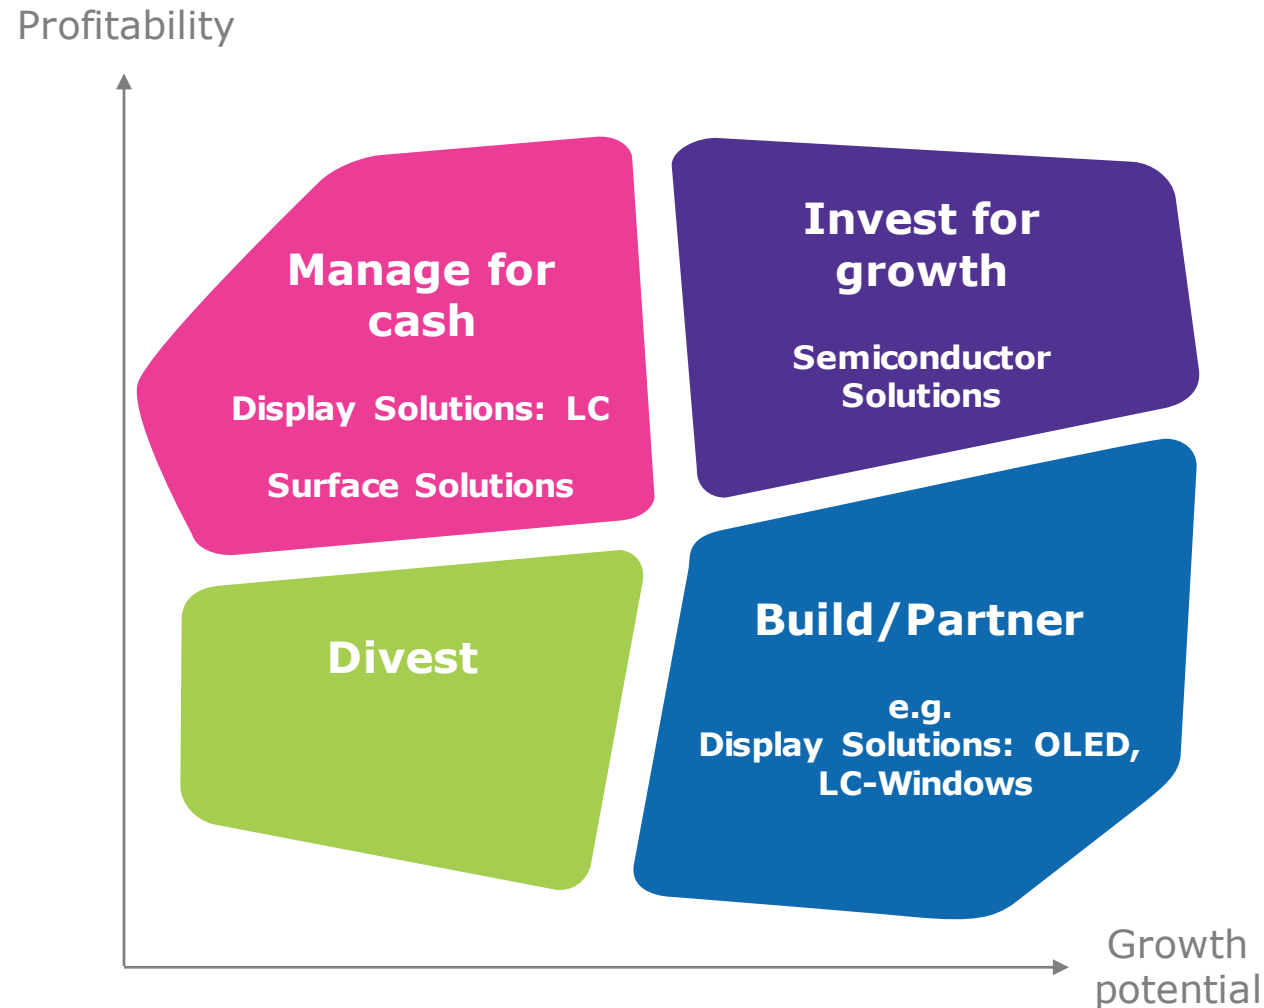 Profitability
Manage for
cash
Display Solutions: LC
Surface Solutions
Invest for
growth
Semiconductor
Solutions
Divest
Build/Partner
e.g.
Display Solutions: OLED,
LC-Windows
Growth
potential